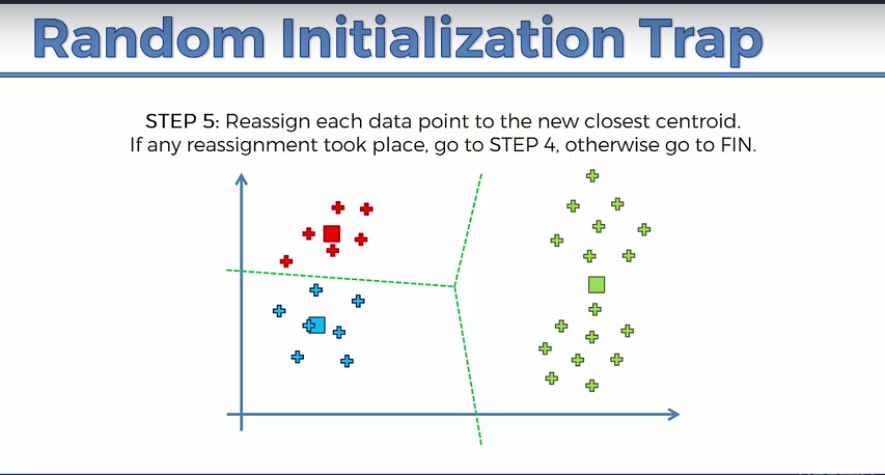 Random Initialization Trap
STEP 5: Reassign each data point to the new closest centroid.
If any reassignment took place, go to STEP 4, otherwise go to FIN.